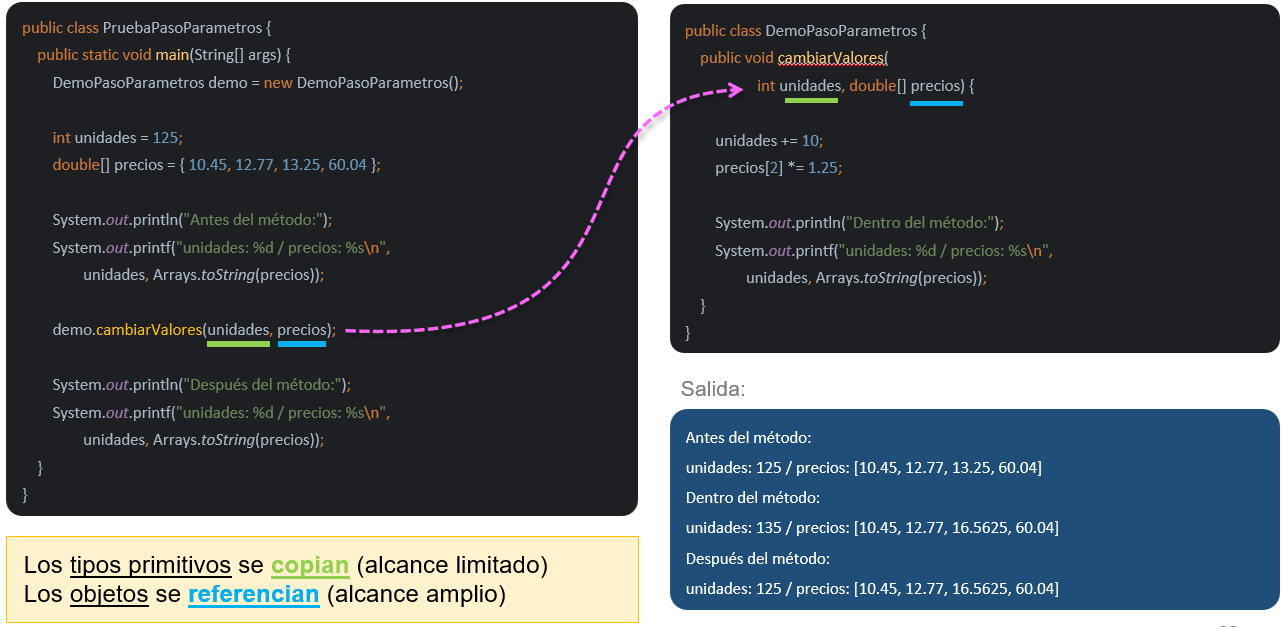 public class PruebaPasoParametros {
public static void main(String[] args) {
DemoPasoParametros demo = new DemoPasoParametros();
int unidades = 125;
double[] precios = { 10.45, 12.77, 13.25, 60.04 };
System.out.println("Antes del método:");
System.out.printf("unidades: %d / precios: %s\n",
unidades, Arrays.toString(precios));
demo.cambiarValores(unidades, precios);
System.out.println("Después del método:");
System.out.printf("unidades: %d / precios: %s\n",
unidades, Arrays.toString(precios));
}
}
Los tipos primitivos se copian (alcance limitado)
Los objetos se referencian (alcance amplio)
public class DemoPasoParametros {
public void cambiarValores(
int unidades, double[] precios) {
unidades += 10;
precios[2] *= 1.25;
System.out.println("Dentro del método:");
System.out.printf("unidades: %d / precios: %s\n",
unidades, Arrays.toString(precios));
}
}
Salida:
Antes del método:
unidades: 125 / precios: [10.45, 12.77, 13.25, 60.04]
Dentro del método:
unidades: 135 / precios: [10.45, 12.77, 16.5625, 60.04]
Después del método:
unidades: 125 / precios: [10.45, 12.77, 16.5625, 60.04]